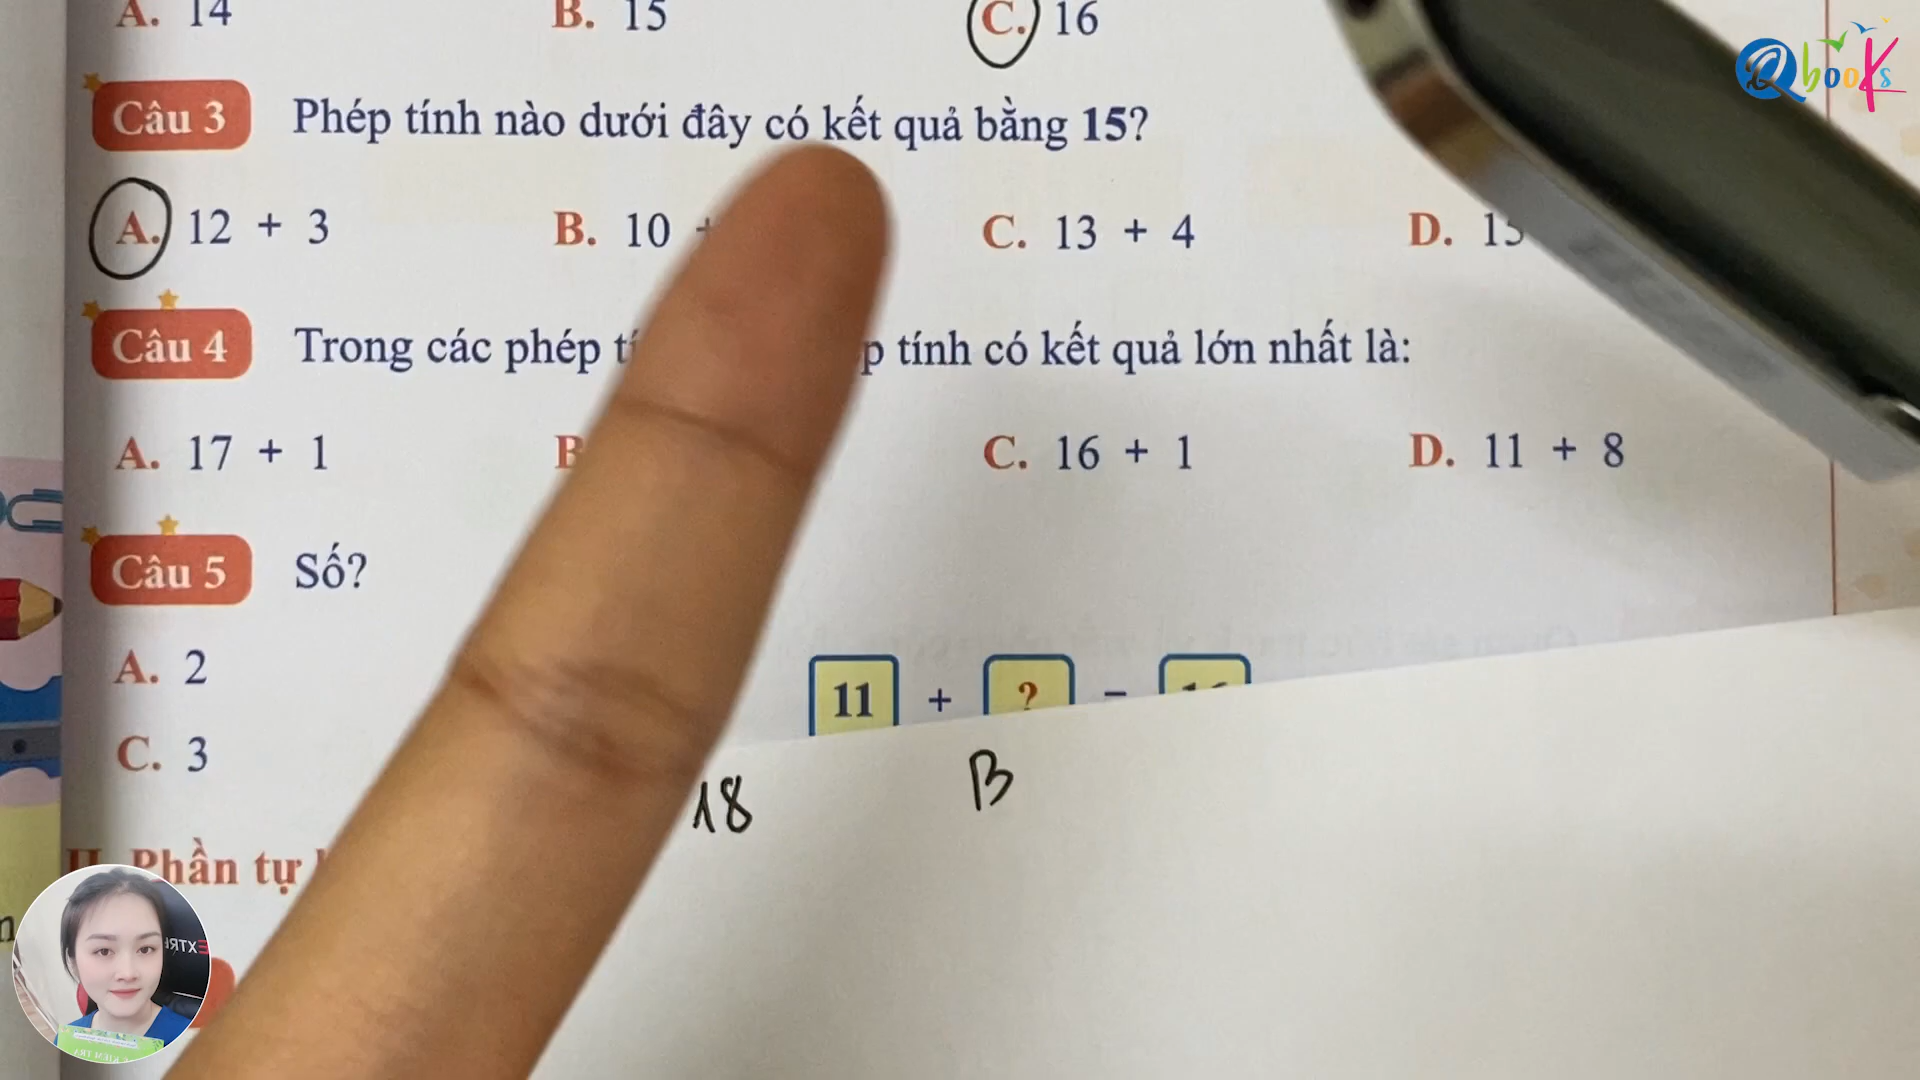 A. 14 B. 15 C. 16
Qbooks
Câu 3 Phép tính nào dưới đây có kết quả bằng 15?
A. 12 + 3 B. 10 + C. 13 + 4 D.
Câu 4 Trong các phép tính có kết quả lớn nhất là:
A. 17 + 1 B C. 16 + 1 D. 11 + 8
Câu 5 Số?
A. 2
11 + ?
C. 3
18 B
II. Phần tự